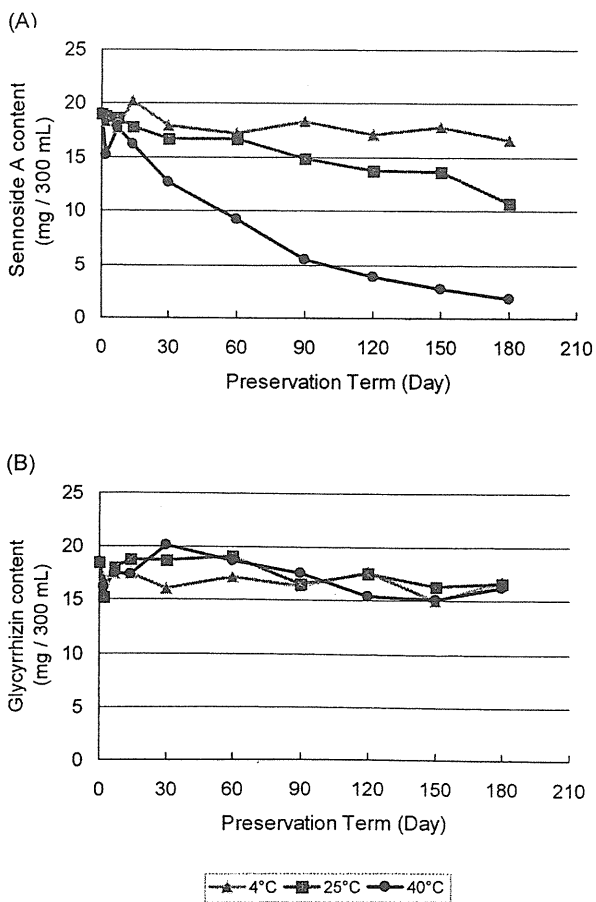 (A)
25
20
15
10
5
0
Sennoside A content
(mg / 300 mL)
0 30 60 90 120 150 180 210
Preservation Term (Day)
(B)
25
20
15
10
5
0
Glycyrrhizin content
(mg / 300 mL)
0 30 60 90 120 150 180 210
Preservation Term (Day)
4°C 25°C 40°C